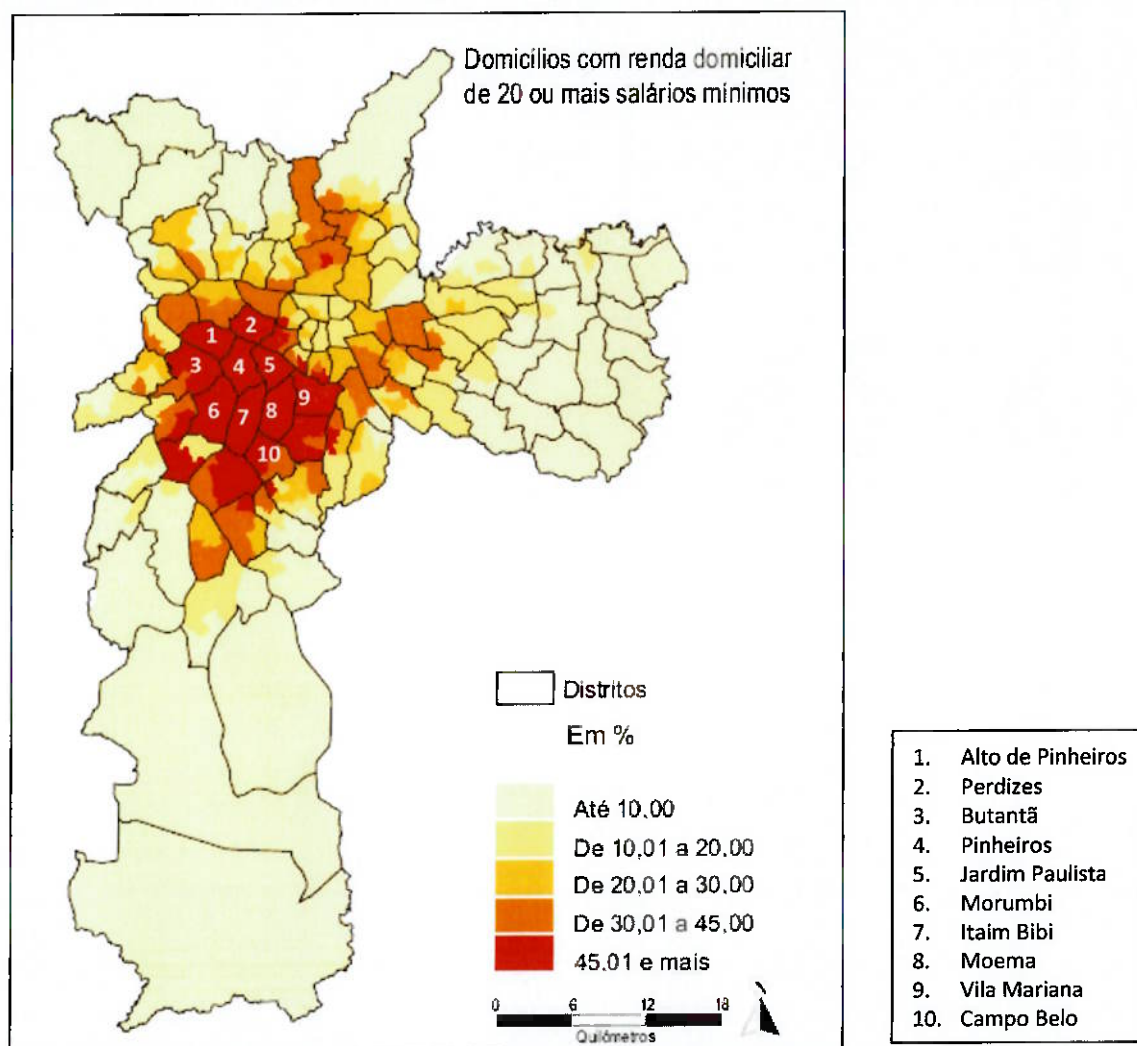 Domicílios com renda domiciliar
de 20 ou mais salários mínimos
1
2
3
4
5
6
7
8
9
10
Distritos
Em %
Até 10,00
De 10,01 a 20,00
De 20,01 a 30,00
De 30,01 a 45,00
45,01 e mais
0 6 12 18
Quilômetros
1. Alto de Pinheiros
2. Perdizes
3. Butantã
4. Pinheiros
5. Jardim Paulista
6. Morumbi
7. Itaim Bibi
8. Moema
9. Vila Mariana
10. Campo Belo